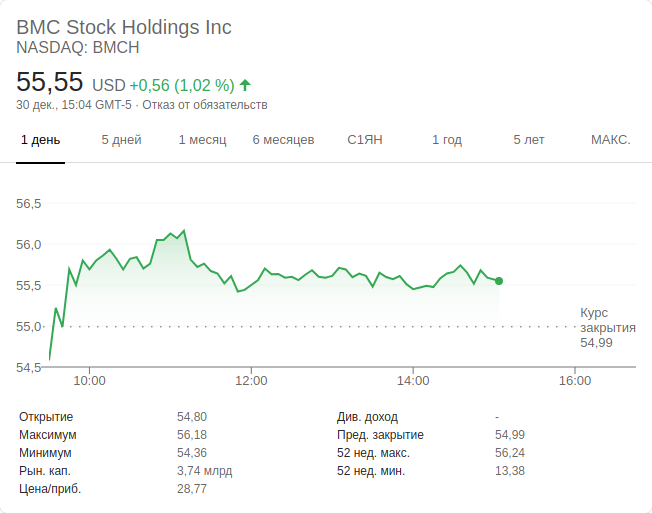 BMC Stock Holdings Inc
NASDAQ: BMCH
55,55 USD +0,56 (1,02 %)
30 дек., 15:04 GMT-5 · Отказ от обязательств
1 день 5 дней 1 месяц 6 месяцев С1ЯН 1 год 5 лет МАКС.
56,5
56,0
55,5
55,0
54,5
Курс
закрытия
54,99
10:00 12:00 14:00 16:00
Открытие 54,80 Див. доход -
Максимум 56,18 Пред. закрытие 54,99
Минимум 54,36 52 нед. макс. 56,24
Рын. кап. 3,74 млрд 52 нед. мин. 13,38
Цена/приб. 28,77